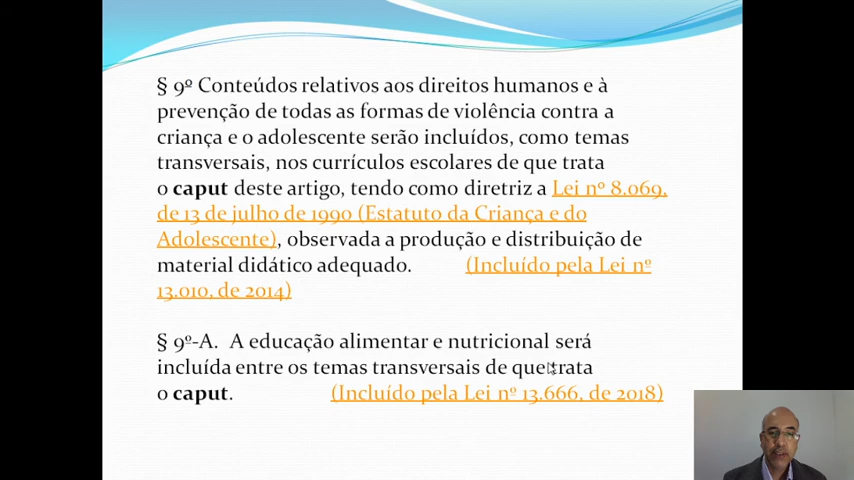 § 9º Conteúdos relativos aos direitos humanos e à
prevenção de todas as formas de violência contra a
criança e o adolescente serão incluídos, como temas
transversais, nos currículos escolares de que trata
o caput deste artigo, tendo como diretriz a Lei nº 8.069,
de 13 de julho de 1990 (Estatuto da Criança e do
Adolescente), observada a produção e distribuição de
material didático adequado. (Incluído pela Lei nº
13.010, de 2014)
§ 9º-A. A educação alimentar e nutricional será
incluída entre os temas transversais de que trata
o caput. (Incluído pela Lei nº 13.666, de 2018)